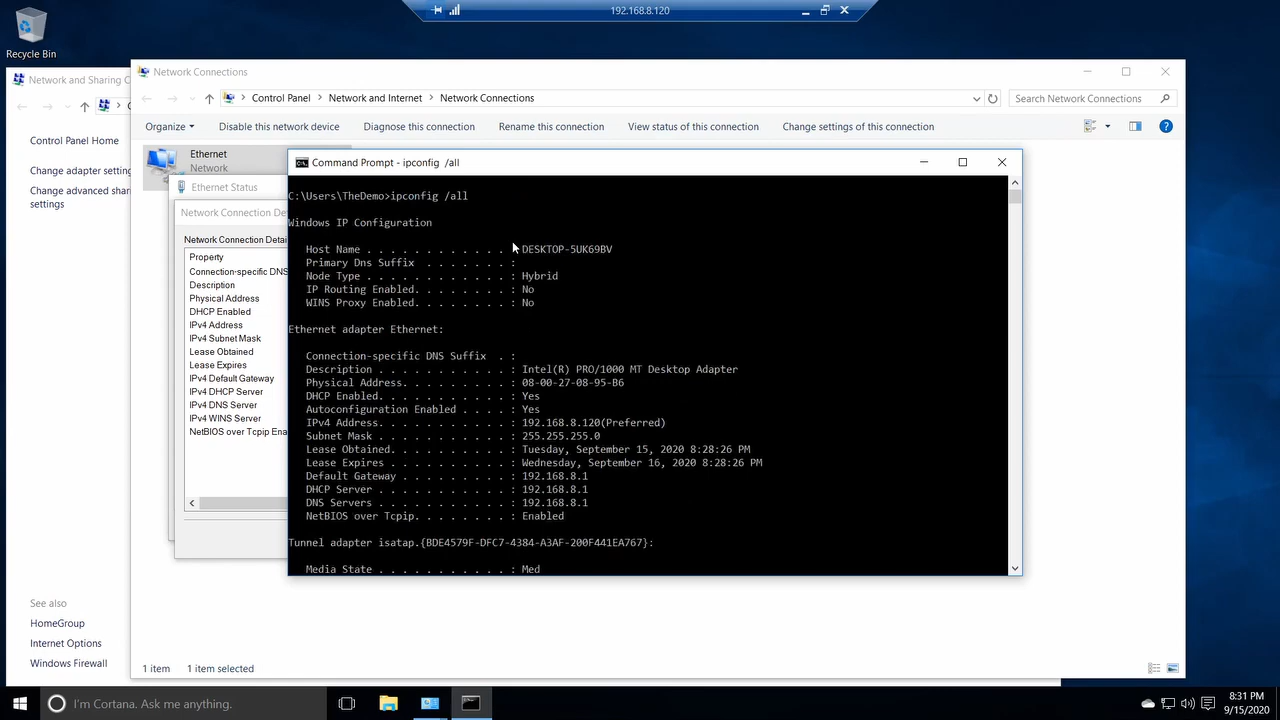 192.168.8.120
Recycle Bin
Network and Sharing C
Control Panel Home
Change adapter setting
Change advanced shar
settings
See also
HomeGroup
Internet Options
Windows Firewall
Network Connections
Control Panel > Network and Internet > Network Connections
Search Network Connections
Organize
Disable this network device
Diagnose this connection
Rename this connection
View status of this connection
Change settings of this connection
Ethernet
Network
Ethernet Status
Network Connection Detai
Network Connection Detai
Property
Connection-specific DNS
Description
Physical Address
DHCP Enabled
IPv4 Address
IPv4 Subnet Mask
Lease Obtained
Lease Expires
IPv4 Default Gateway
IPv4 DHCP Server
IPv4 DNS Server
IPv4 WINS Server
NetBIOS over Tcpip Ena
Command Prompt - ipconfig /all
C:\Users\TheDemo>ipconfig /all
Windows IP Configuration
Host Name . . . . . . . . . . . . : DESKTOP-5UK69BV
Primary Dns Suffix . . . . . . . :
Node Type . . . . . . . . . . . . : Hybrid
IP Routing Enabled. . . . . . . . : No
WINS Proxy Enabled. . . . . . . . : No
Ethernet adapter Ethernet:
Connection-specific DNS Suffix . :
Description . . . . . . . . . . . : Intel(R) PRO/1000 MT Desktop Adapter
Physical Address. . . . . . . . . : 08-00-27-08-95-B6
DHCP Enabled. . . . . . . . . . . : Yes
Autoconfiguration Enabled . . . . : Yes
IPv4 Address. . . . . . . . . . . : 192.168.8.120(Preferred)
Subnet Mask . . . . . . . . . . . : 255.255.255.0
Lease Obtained. . . . . . . . . . : Tuesday, September 15, 2020 8:28:26 PM
Lease Expires . . . . . . . . . . : Wednesday, September 16, 2020 8:28:26 PM
Default Gateway . . . . . . . . . : 192.168.8.1
DHCP Server . . . . . . . . . . . : 192.168.8.1
DNS Servers . . . . . . . . . . . : 192.168.8.1
NetBIOS over Tcpip. . . . . . . . : Enabled
Tunnel adapter isatap.{BDE4579F-DFC7-4384-A3AF-200F441EA767}:
Media State . . . . . . . . . . . : Med
1 item
1 item selected
I'm Cortana. Ask me anything.
8:31 PM
9/15/2020